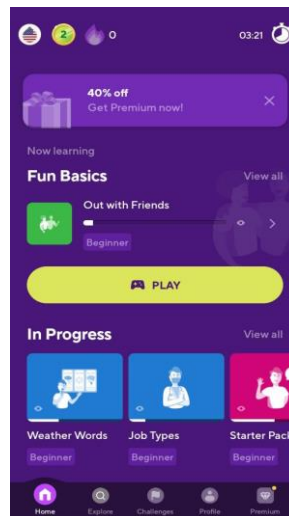 2
0
03:21
40% off
Get Premium now!
Now learning
Fun Basics
View all
Out with Friends
Beginner
PLAY
In Progress
View all
Weather Words
Job Types
Starter Pac
Beginner
Beginner
Beginner
Home
Explore
Challenges
Profile
Premium